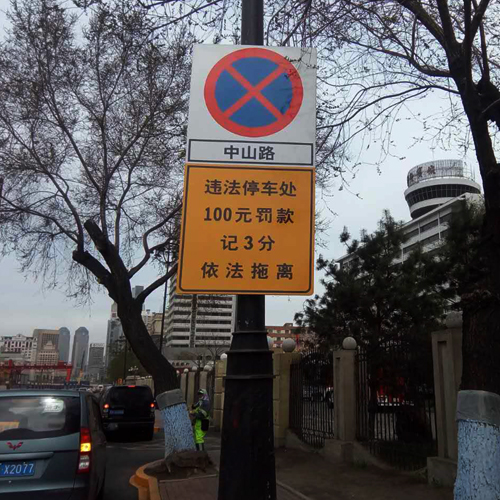 中山路
违法停车处
100元罚款
记3分
依法拖离
X2077